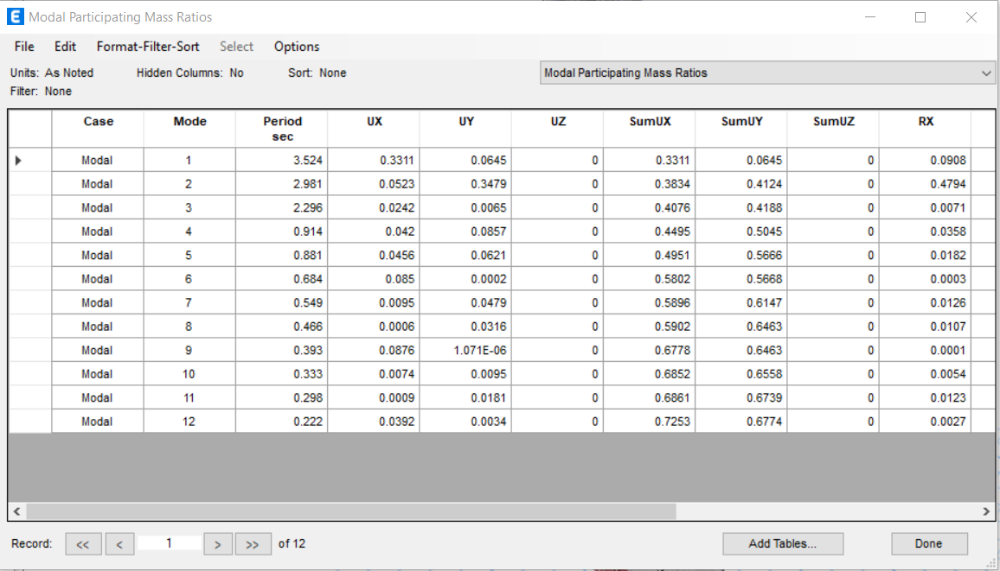 E Modal Participating Mass Ratios
File Edit Format-Filter-Sort Select Options
Units: As Noted Hidden Columns: No Sort: None Modal Participating Mass Ratios
Filter: None
Case Mode Period UX UY UZ SumUX SumUY SumUZ RX
sec
Modal 1 3.524 0.3311 0.0645 0 0.3311 0.0645 0 0.0908
Modal 2 2.981 0.0523 0.3479 0 0.3834 0.4124 0 0.4794
Modal 3 2.296 0.0242 0.0065 0 0.4076 0.4188 0 0.0071
Modal 4 0.914 0.042 0.0857 0 0.4495 0.5045 0 0.0358
Modal 5 0.881 0.0456 0.0621 0 0.4951 0.5666 0 0.0182
Modal 6 0.684 0.085 0.0002 0 0.5802 0.5668 0 0.0003
Modal 7 0.549 0.0095 0.0479 0 0.5896 0.6147 0 0.0126
Modal 8 0.466 0.0006 0.0316 0 0.5902 0.6463 0 0.0107
Modal 9 0.393 0.0876 1.071E-06 0 0.6778 0.6463 0 0.0001
Modal 10 0.333 0.0074 0.0095 0 0.6852 0.6558 0 0.0054
Modal 11 0.298 0.0009 0.0181 0 0.6861 0.6739 0 0.0123
Modal 12 0.222 0.0392 0.0034 0 0.7253 0.6774 0 0.0027
Record: << < 1 > >> of 12 Add Tables... Done